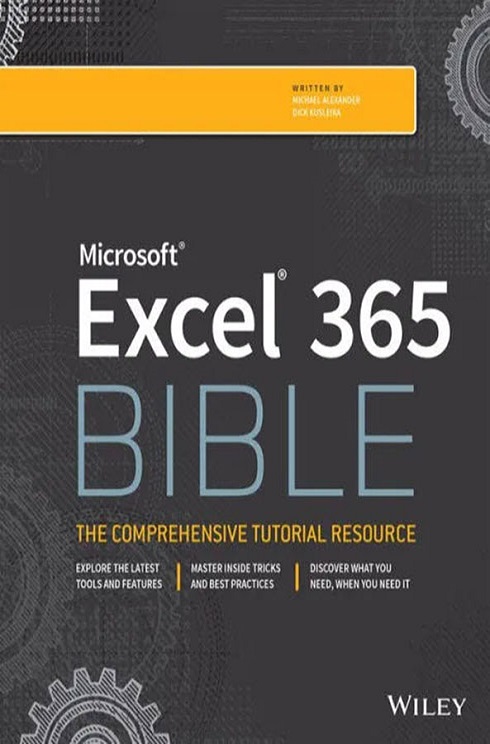 WRITTEN BY
MICHAEL ALEXANDER
DICK KUSLEIKA
Microsoft®
Excel® 365
BIBLE
THE COMPREHENSIVE TUTORIAL RESOURCE
EXPLORE THE LATEST
TOOLS AND FEATURES
MASTER INSIDE TRICKS
AND BEST PRACTICES
DISCOVER WHAT YOU
NEED, WHEN YOU NEED IT
WILEY